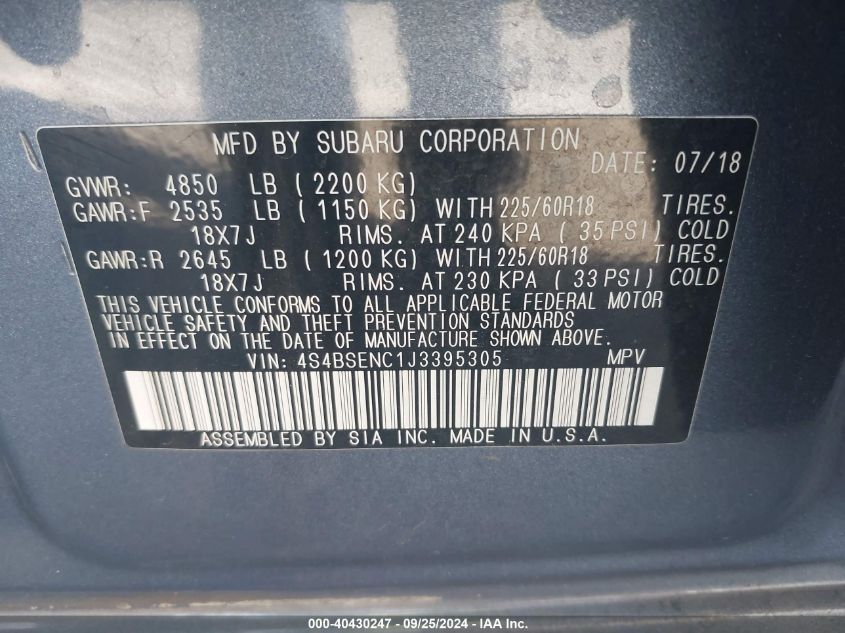 MFD BY SUBARU CORPORATION
DATE: 07/18
GVWR: 4850 LB ( 2200 KG)
GAWR:F 2535 LB ( 1150 KG) WITH 225/60R18 TIRES.
18X7J RIMS. AT 240 KPA ( 35 PSI) COLD
GAWR:R 2645 LB ( 1200 KG) WITH 225/60R18 TIRES.
18X7J RIMS. AT 230 KPA ( 33 PSI) COLD
THIS VEHICLE CONFORMS TO ALL APPLICABLE FEDERAL MOTOR
VEHICLE SAFETY AND THEFT PREVENTION STANDARDS
IN EFFECT ON THE DATE OF MANUFACTURE SHOWN ABOVE.
VIN: 4S4BSENC1J3395305 MPV
ASSEMBLED BY SIA INC. MADE IN U.S.A.
000-40430247 - 09/25/2024 - IAA Inc.